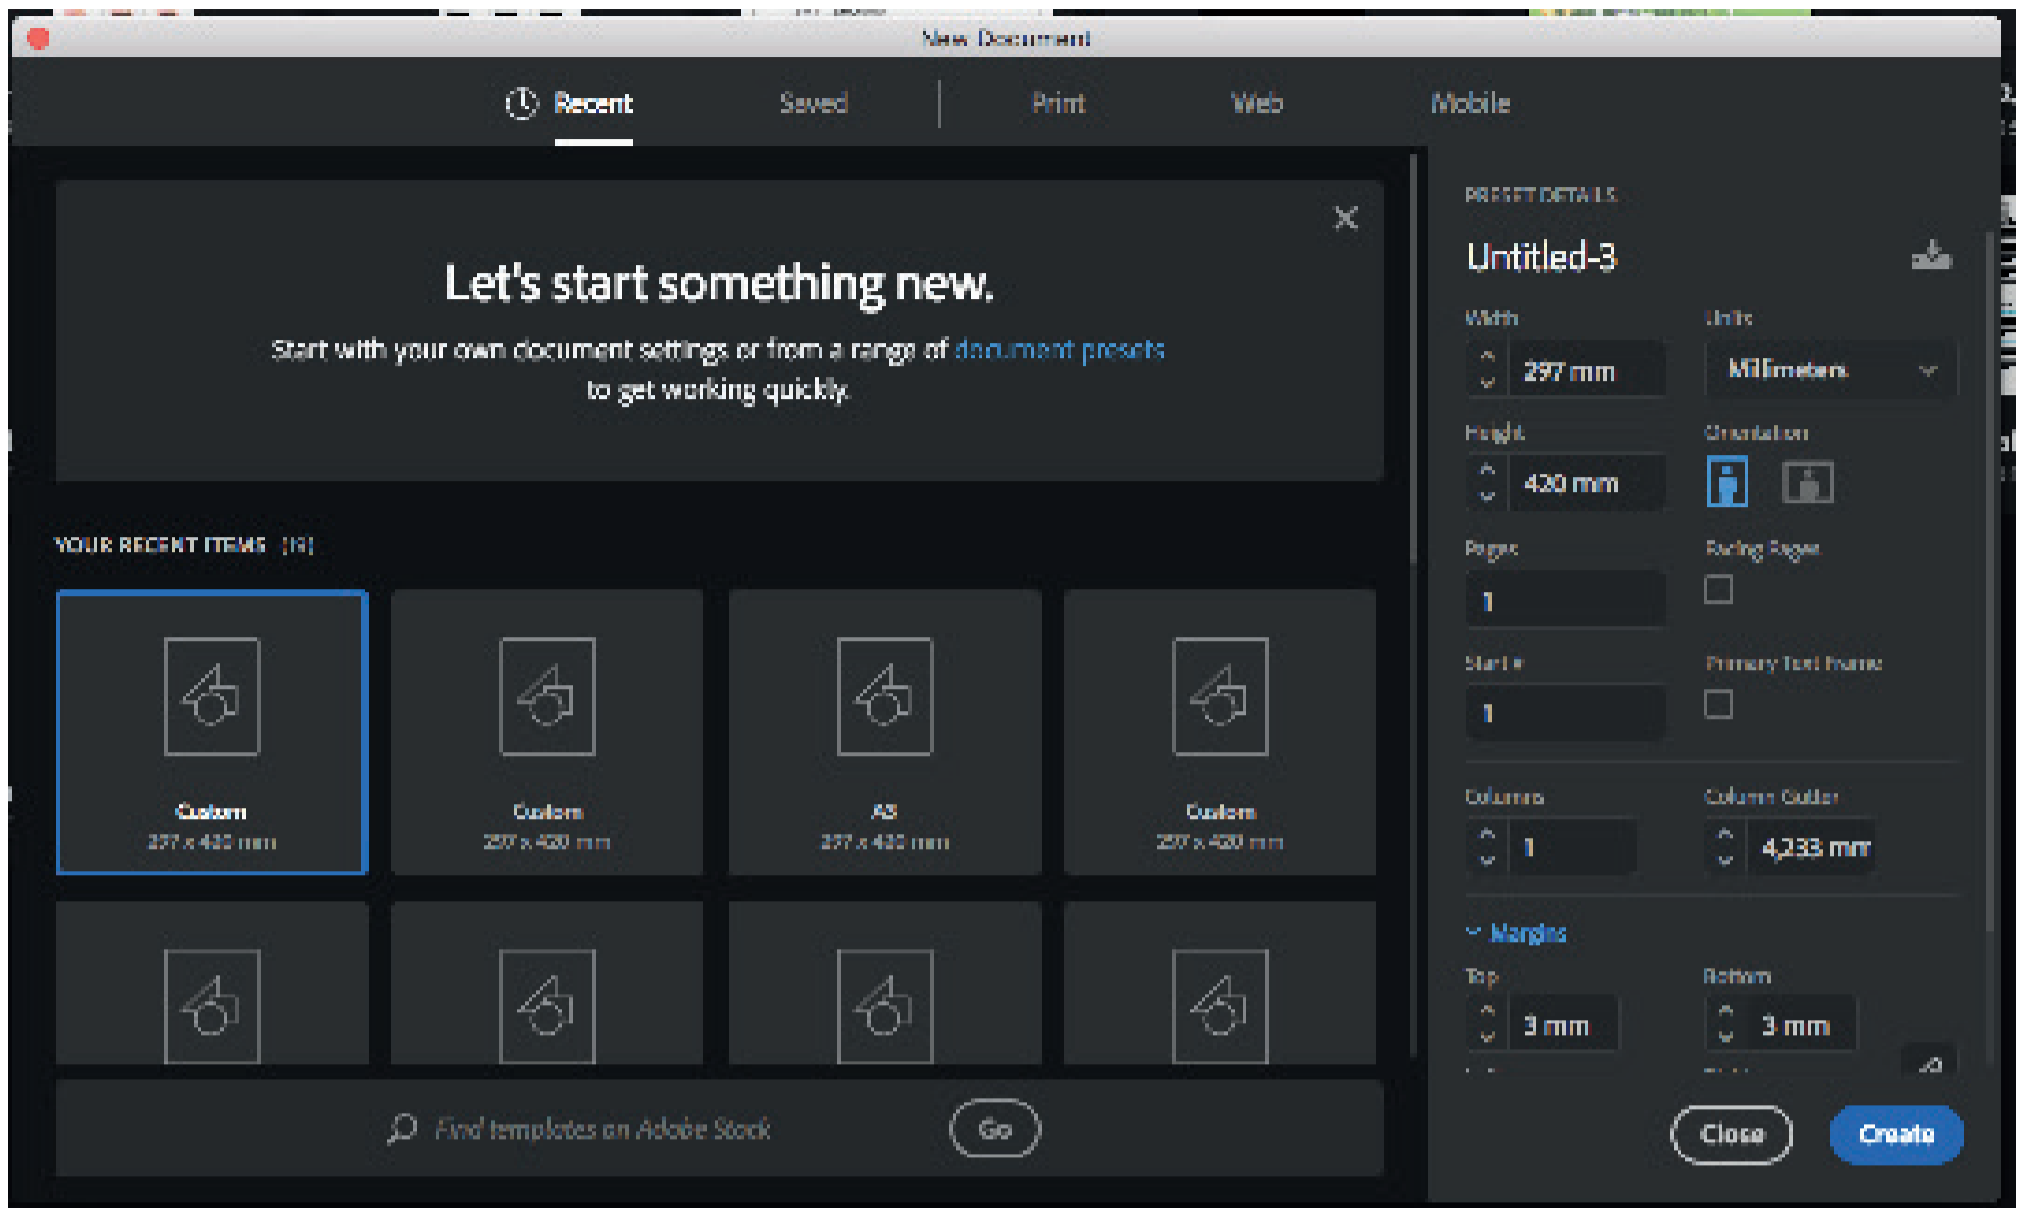 New Document
Recent
Saved
Print
Web
Mobile
Let's start something new.
Start with your own document settings or from a range of document presets
to get working quickly.
YOUR RECENT ITEMS (19)
Custom
297 x 420 mm
Custom
297 x 420 mm
A3
297 x 420 mm
Custom
297 x 420 mm
Find templates on Adobe Stock
Go
PRESET DETAILS
Untitled-3
Width
Units
297 mm
Millimeters
Height
Orientation
420 mm
Pages
Facing Pages
1
Start #
Primary Text Frame
1
Columns
Column Gutter
1
4,233 mm
Margins
Top
Bottom
3 mm
3 mm
Close
Create